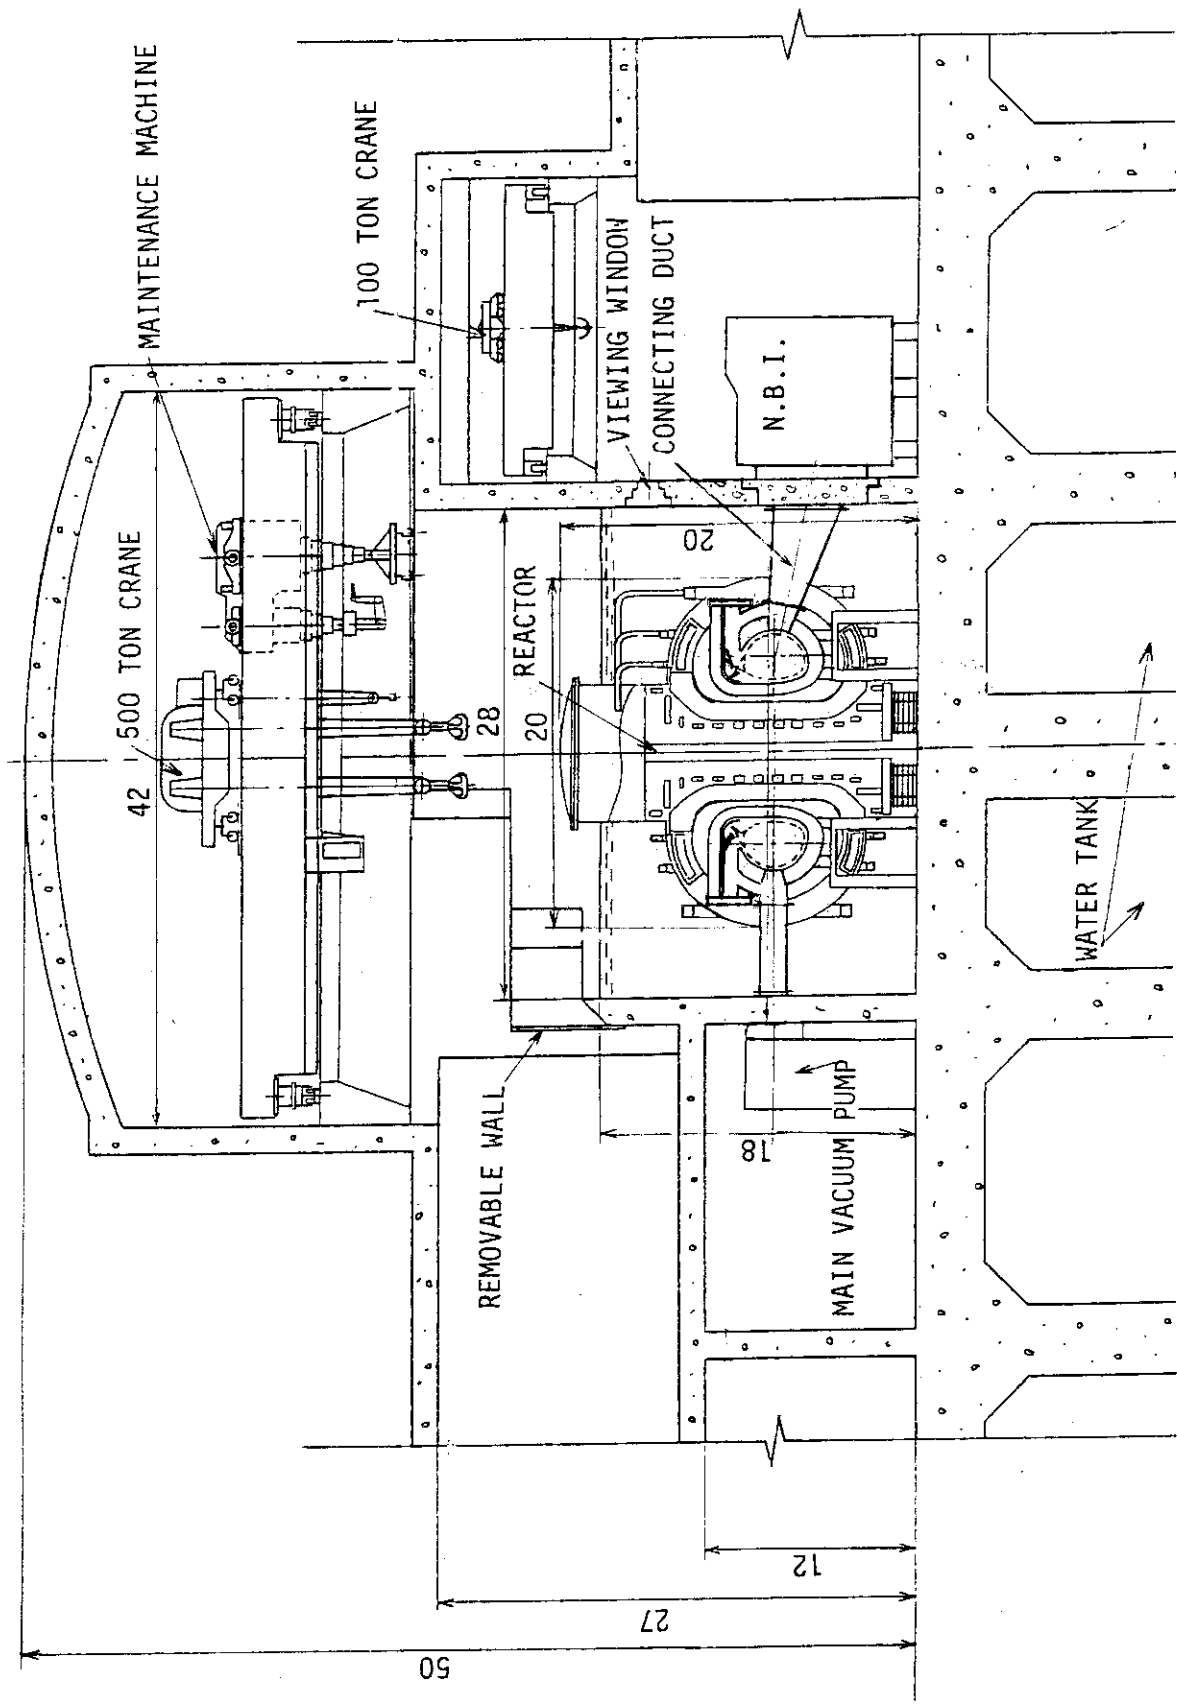 MAINTENANCE MACHINE
500 TON CRANE
100 TON CRANE
42
28
20
REACTOR
20
VIEWING WINDOW
CONNECTING DUCT
N.B.I.
REMOVABLE WALL
18
MAIN VACUUM PUMP
WATER TANK
12
27
50